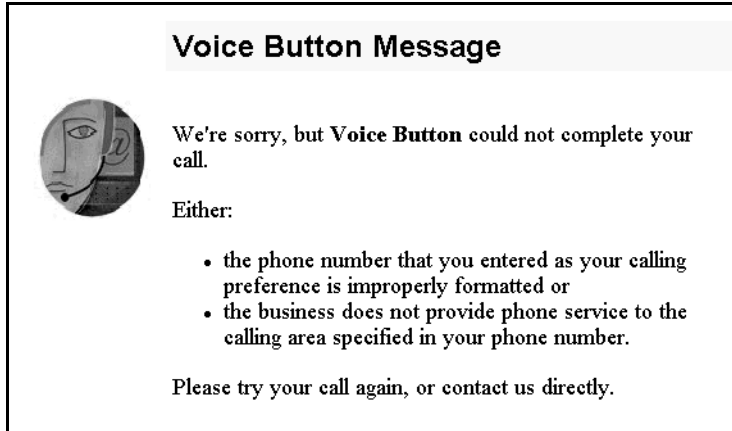 Voice Button Message
We're sorry, but Voice Button could not complete your
call.
Either:
• the phone number that you entered as your calling
preference is improperly formatted or
• the business does not provide phone service to the
calling area specified in your phone number.
Please try your call again, or contact us directly.
@